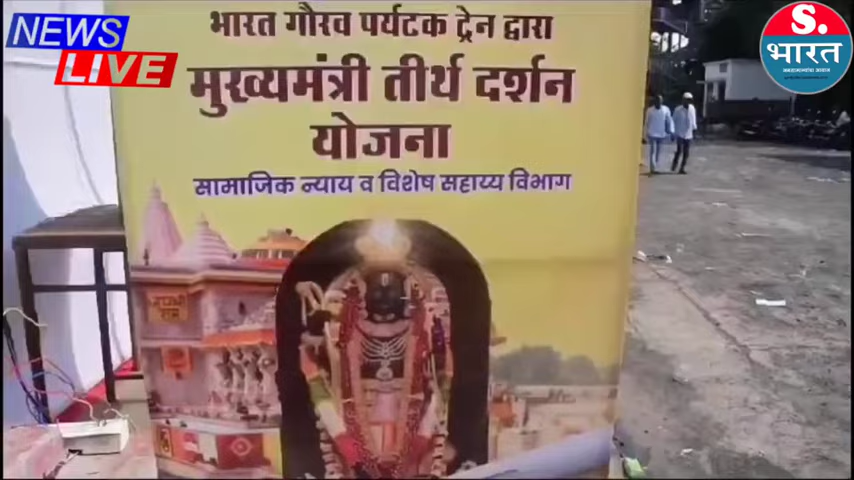 NEWS
LIVE
भारत गौरव पर्यटक ट्रेन द्वारा
मुख्यमंत्री तीर्थ दर्शन
योजना
सामाजिक न्याय व विशेष सहाय्य विभाग
S
भारत